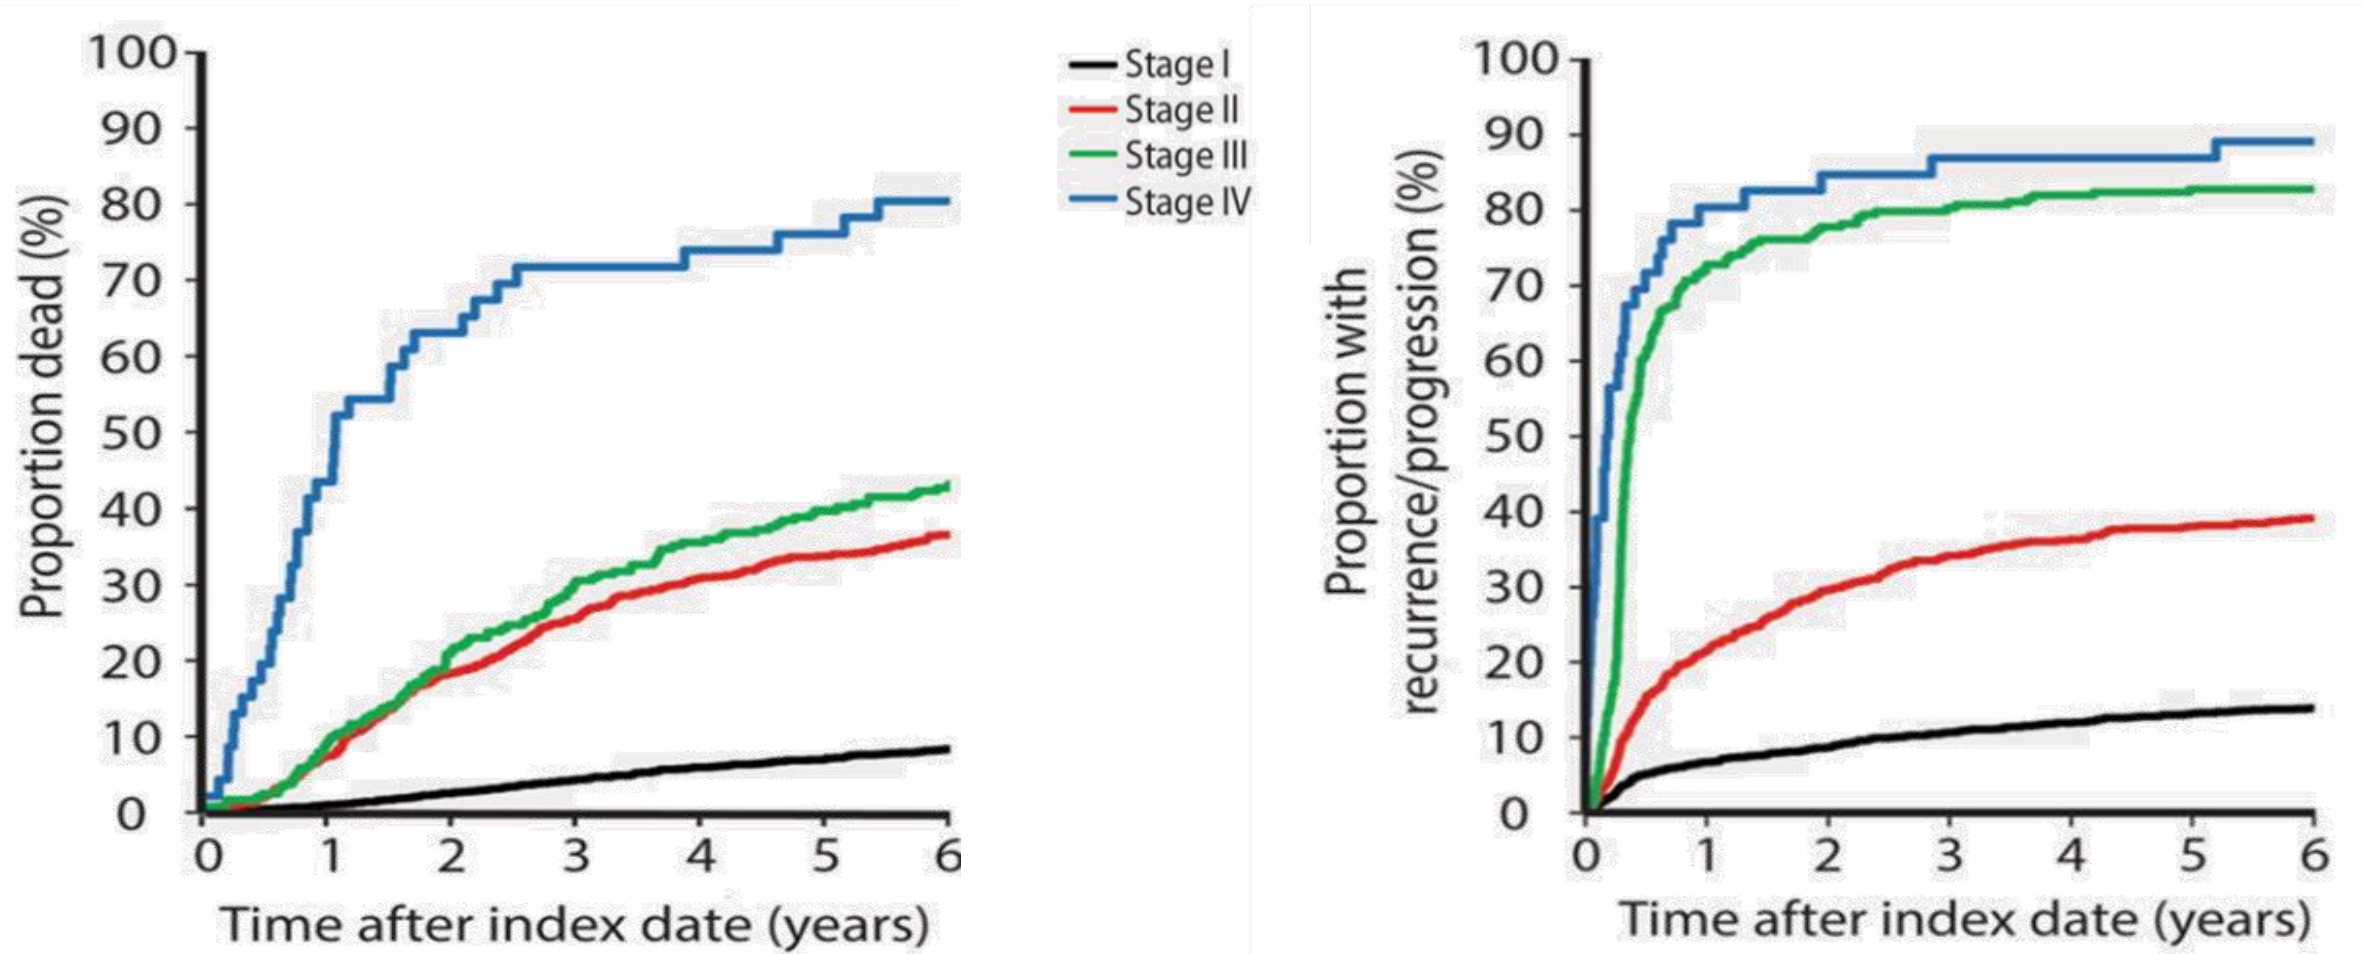 Proportion dead (%)
100
90
80
70
60
50
40
30
20
10
0
0 1 2 3 4 5 6
Time after index date (years)
Stage I
Stage II
Stage III
Stage IV
Proportion with
recurrence/progression (%)
100
90
80
70
60
50
40
30
20
10
0
0 1 2 3 4 5 6
Time after index date (years)